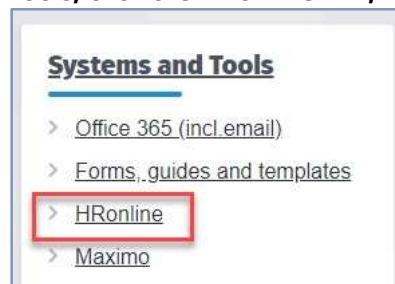 Systems and Tools
> Office 365 (incl.email)
> Forms, guides and templates
> HRonline
> Maximo